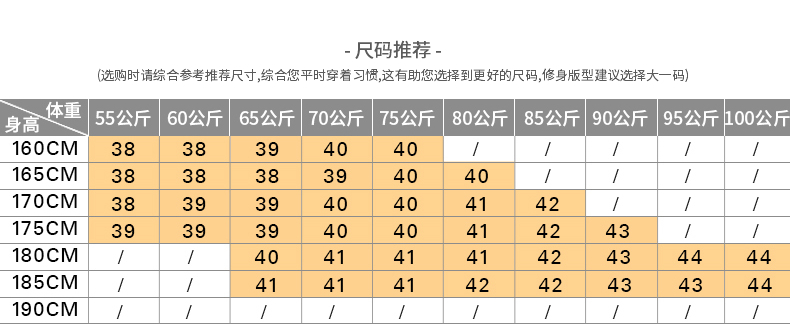 - 尺码推荐 -
(选购时请综合参考推荐尺寸,综合您平时穿着习惯,这有助您选择到更好的尺码,修身版型建议选择大一码)
体重 身高 55公斤 60公斤 65公斤 70公斤 75公斤 80公斤 85公斤 90公斤 95公斤 100公斤
160CM 38 38 39 40 40 / / / / /
165CM 38 38 38 39 40 40 / / / /
170CM 38 39 39 40 40 41 42 / / /
175CM 39 39 39 40 40 41 42 43 / /
180CM / / 40 41 41 41 42 43 44 44
185CM / / 41 41 41 42 42 43 43 44
190CM / / / / / / / / / /